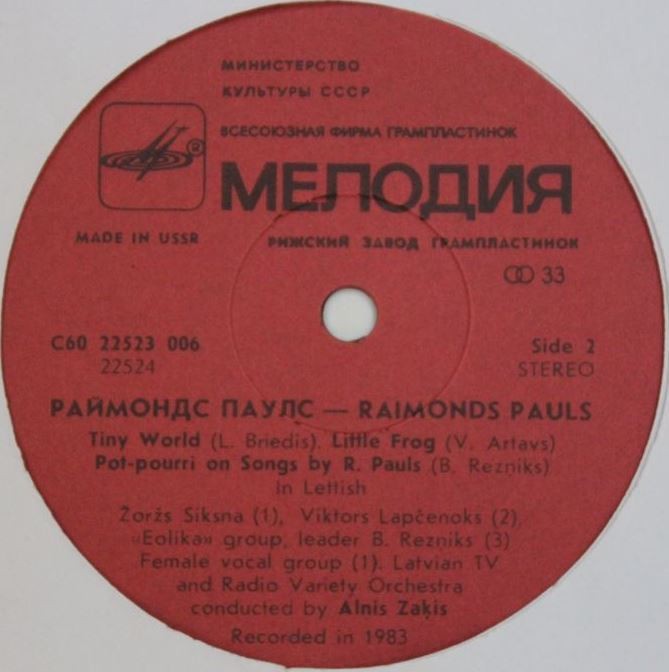 МИНИСТЕРСТВО
КУЛЬТУРЫ СССР
ВСЕСОЮЗНАЯ ФИРМА ГРАМПЛАСТИНОК
®
МЕЛОДИЯ
MADE IN USSR
РИЖСКИЙ ЗАВОД ГРАМПЛАСТИНОК
33
С60 22523 006
22524
Side 2
STEREO
РАЙМОНДС ПАУЛС — RAIMONDS PAULS
Tiny World (L. Briedis). Little Frog (V. Artavs)
Pot-pourri on Songs by R. Pauls (B. Rezniks)
In Lettish
Žoržs Siksna (1), Viktors Lapčenoks (2),
«Eolika» group, leader B. Rezniks (3)
Female vocal group (1). Latvian TV
and Radio Variety Orchestra
conducted by Alnis Zaķis
Recorded in 1983